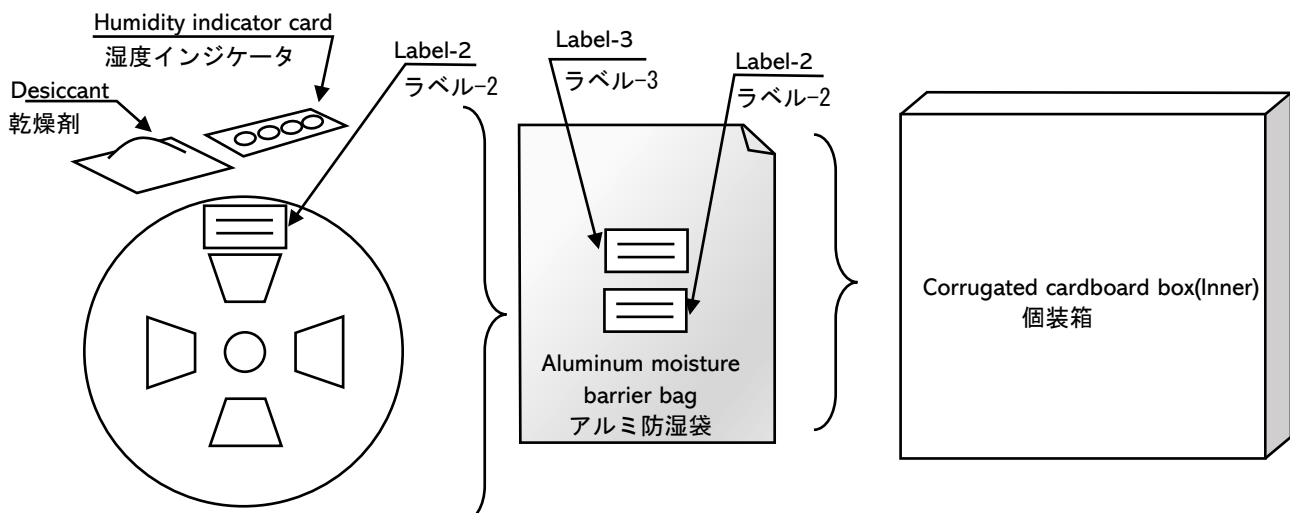 Humidity indicator card
湿度インジケータ
Desiccant
乾燥剤
Label-2
ラベル-2
Label-3
ラベル-3
Label-2
ラベル-2
Aluminum moisture
barrier bag
アルミ防湿袋
Corrugated cardboard box(Inner)
個装箱